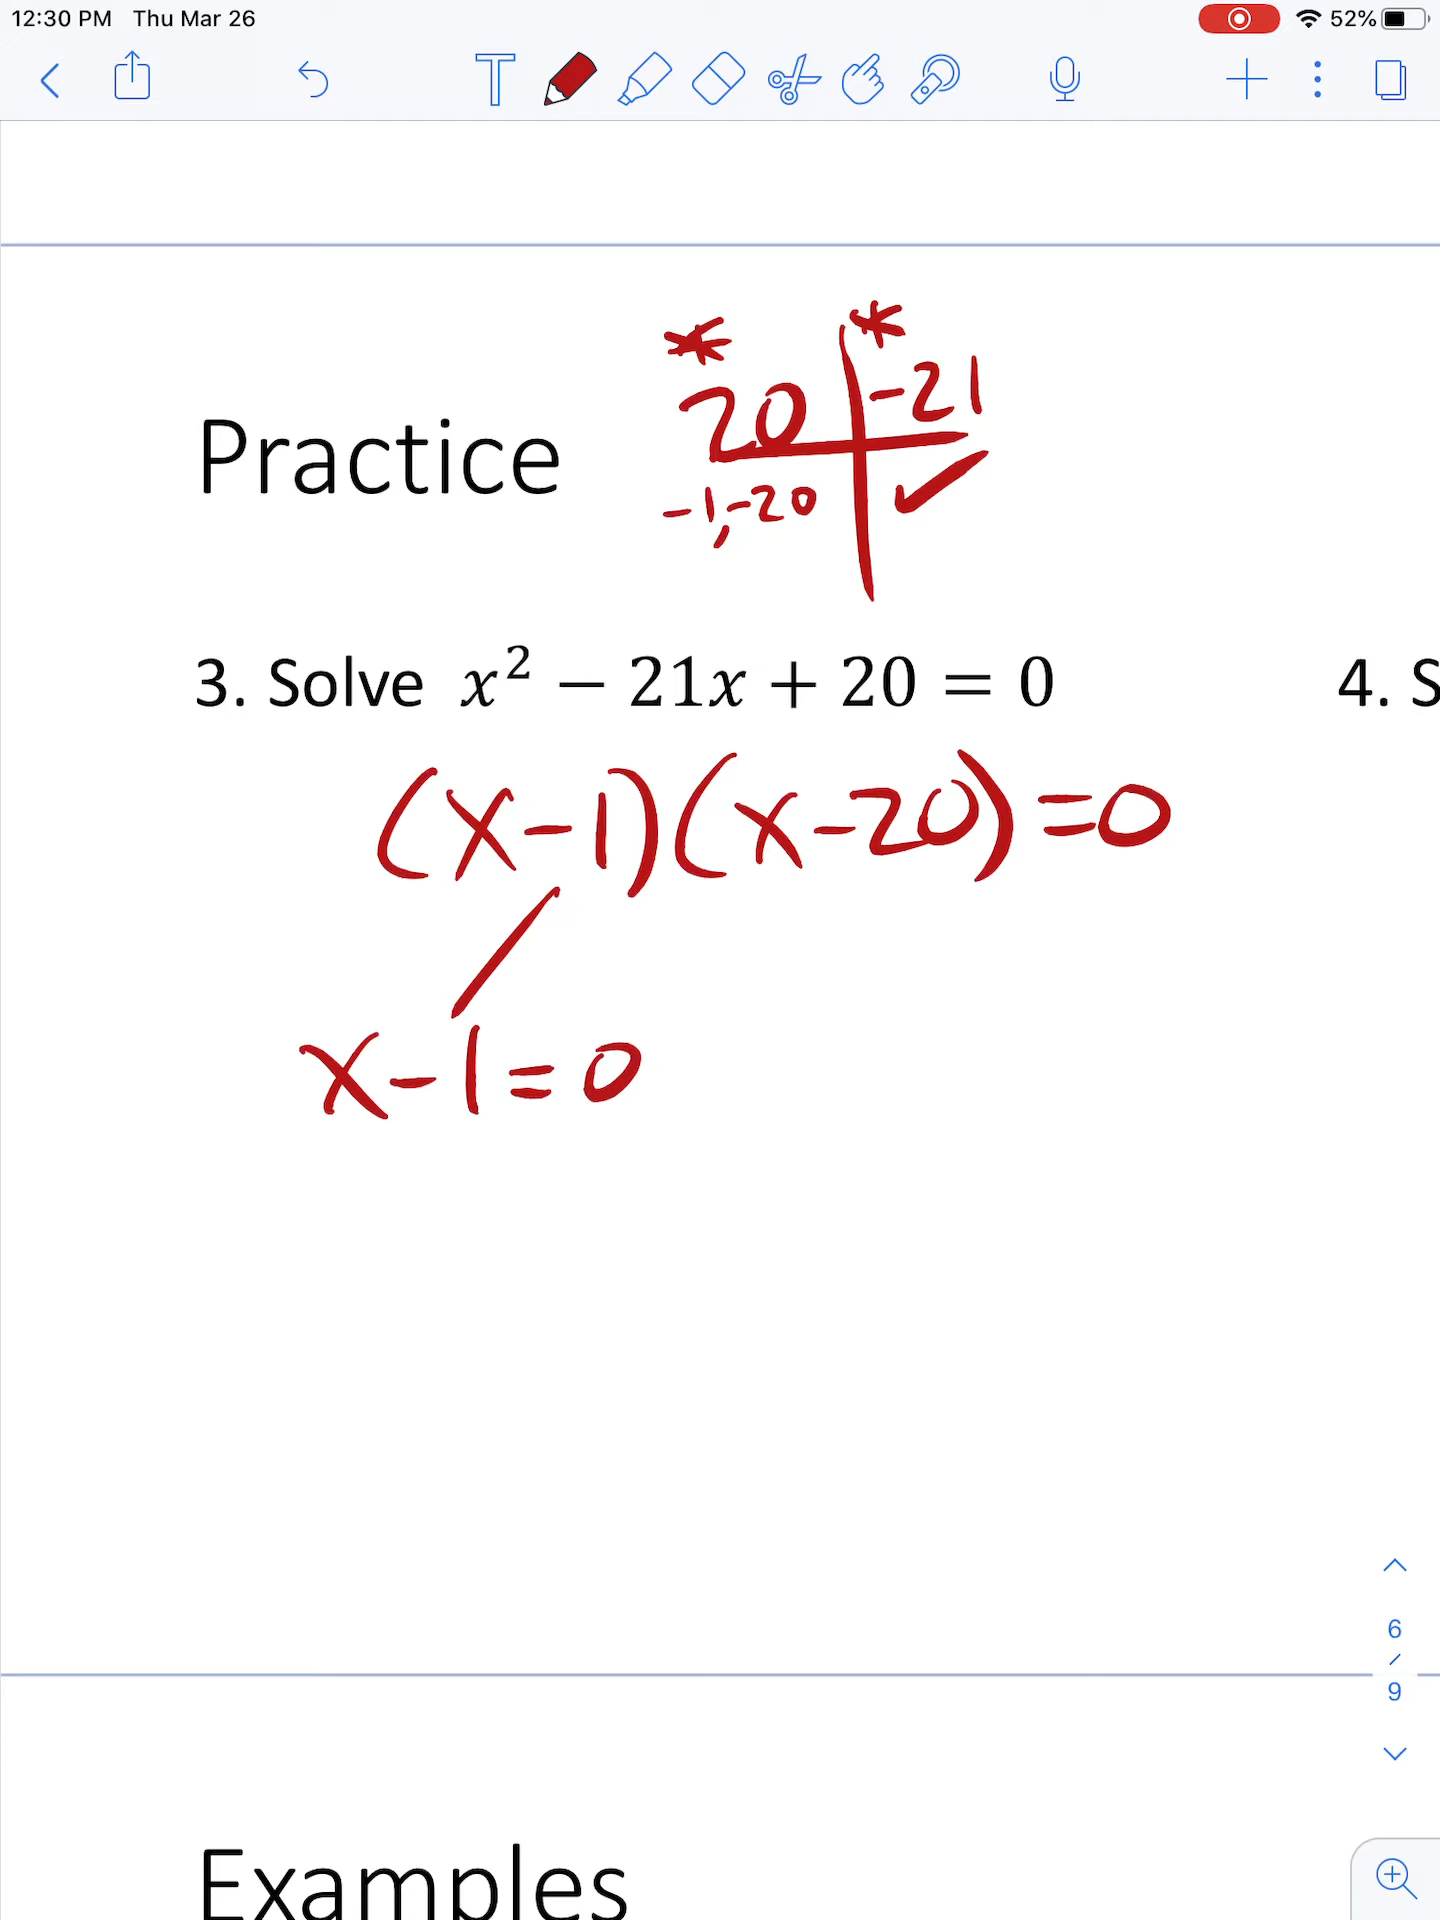 12:30 PM Thu Mar 26 52%
T
* *
20 -21
Practice
-1,-20 ✓
3. Solve x² − 21x + 20 = 0 4. S
(x-1)(x-20)=0
x-1=0
6
/
9
Examples